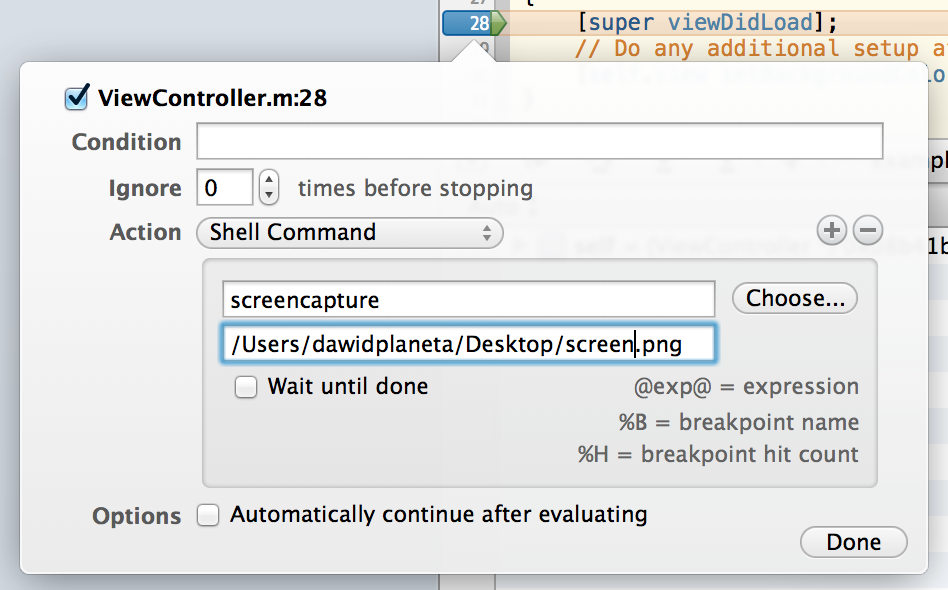 28 [super viewDidLoad];
// Do any additional setup
ViewController.m:28
Condition
Ignore 0 times before stopping
Action Shell Command
screencapture Choose...
/Users/dawidplaneta/Desktop/screen.png
Wait until done @exp@ = expression
%B = breakpoint name
%H = breakpoint hit count
Options Automatically continue after evaluating
Done